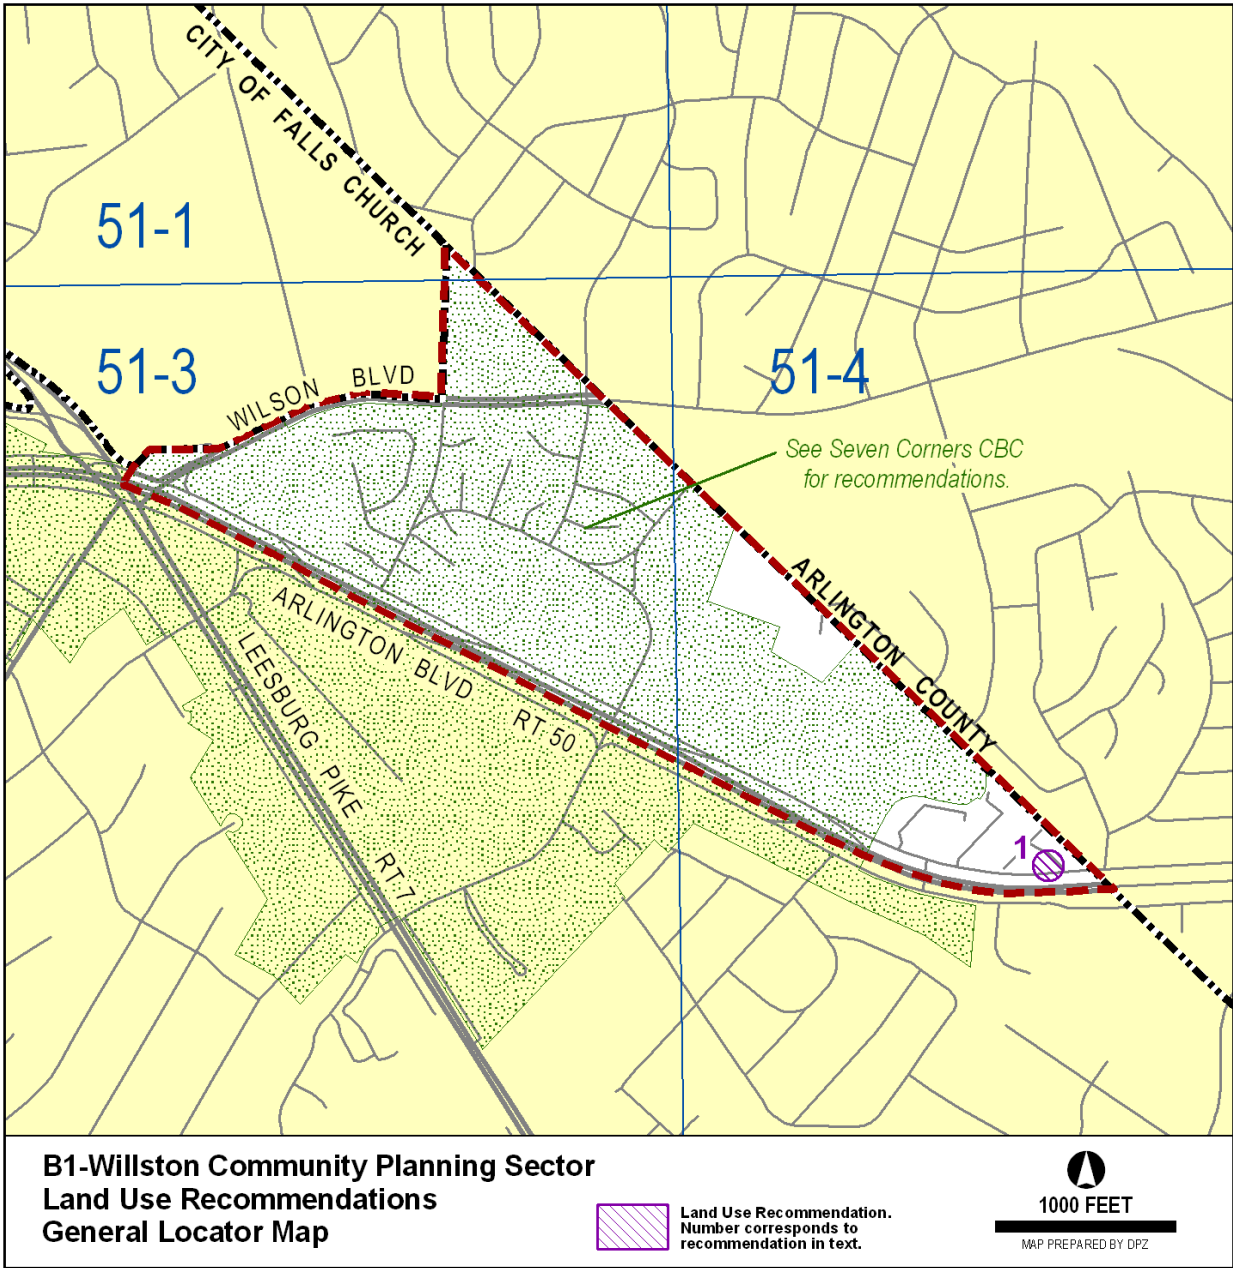 CITY OF FALLS CHURCH
51-1
51-3
51-4
WILSON BLVD
See Seven Corners CBC
for recommendations.
ARLINGTON COUNTY
ARLINGTON BLVD RT 50
LEESBURG PIKE RT 7
1
B1-Willston Community Planning Sector
Land Use Recommendations
General Locator Map
Land Use Recommendation.
Number corresponds to
recommendation in text.
1000 FEET
MAP PREPARED BY DPZ